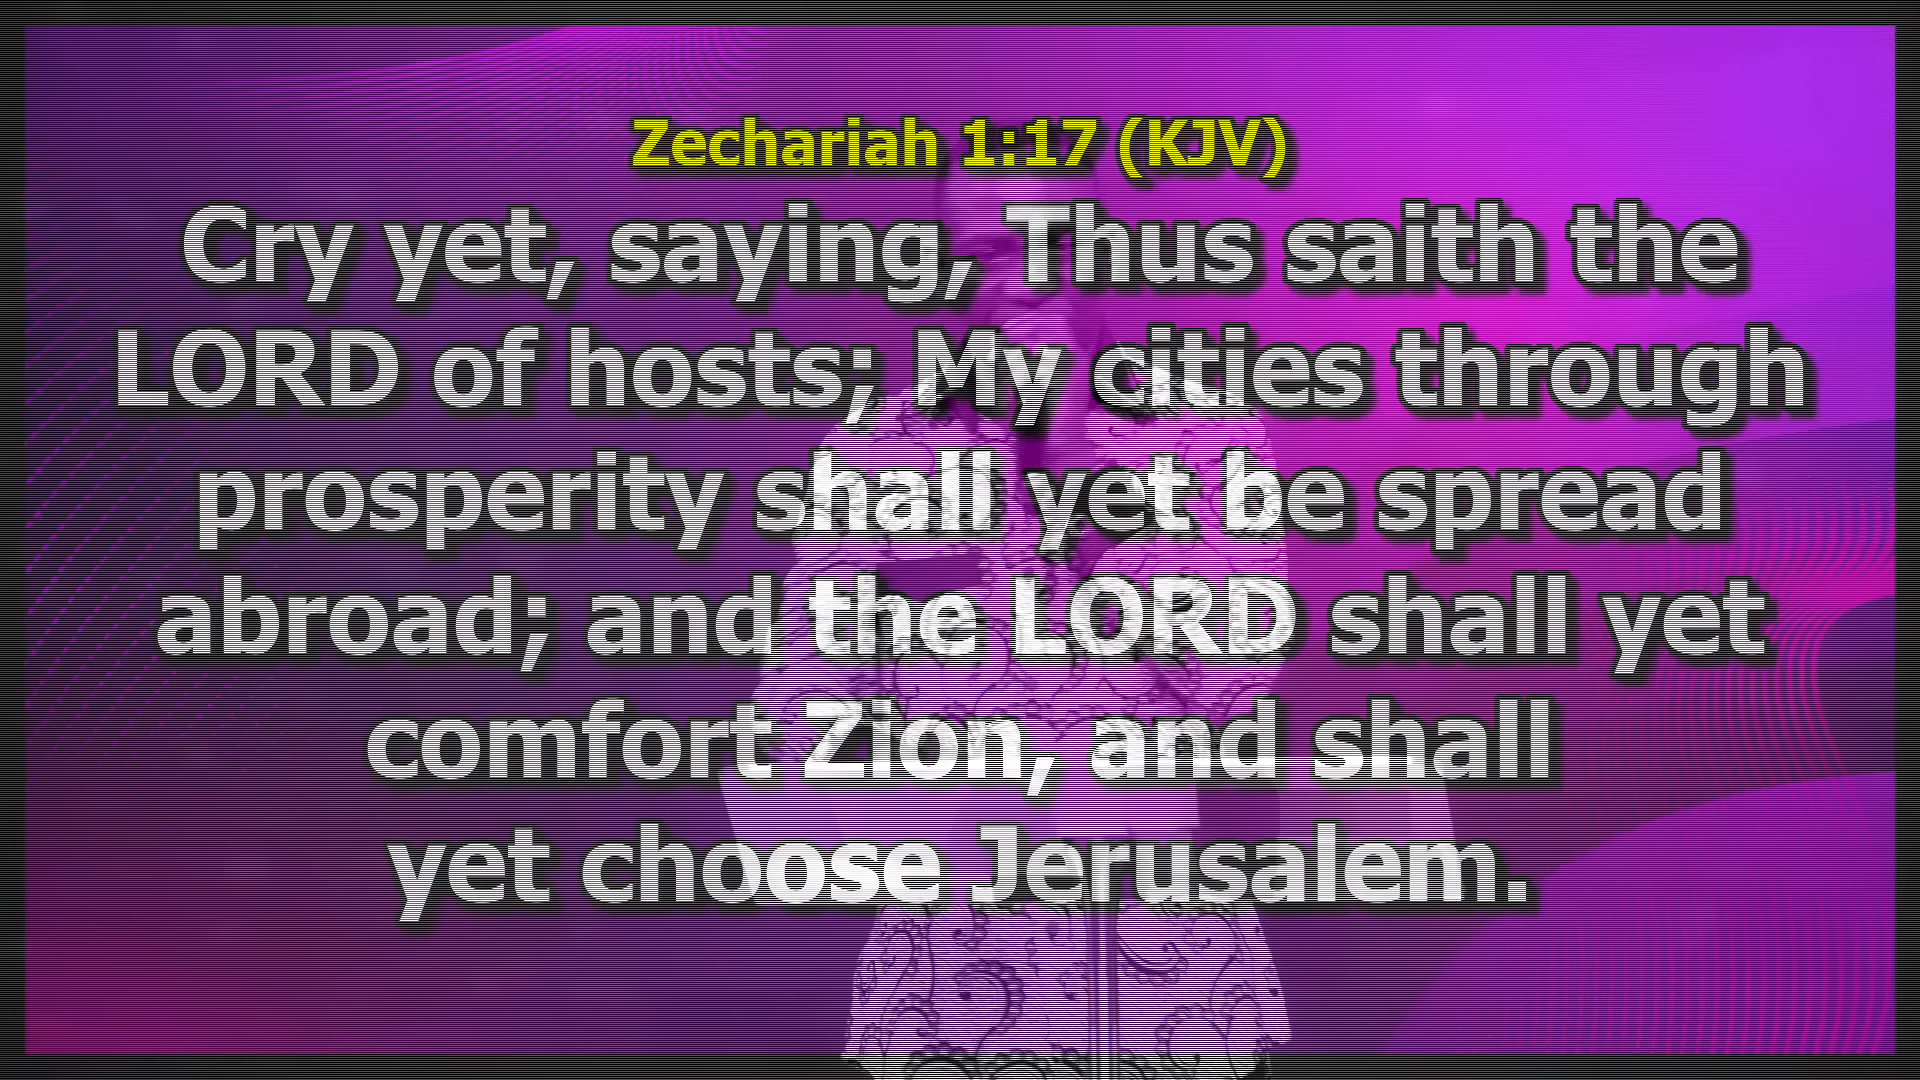 Zechariah 1:17 (KJV)
Cry yet, saying, Thus saith the
LORD of hosts; My cities through
prosperity shall yet be spread
abroad; and the LORD shall yet
comfort Zion, and shall
yet choose Jerusalem.